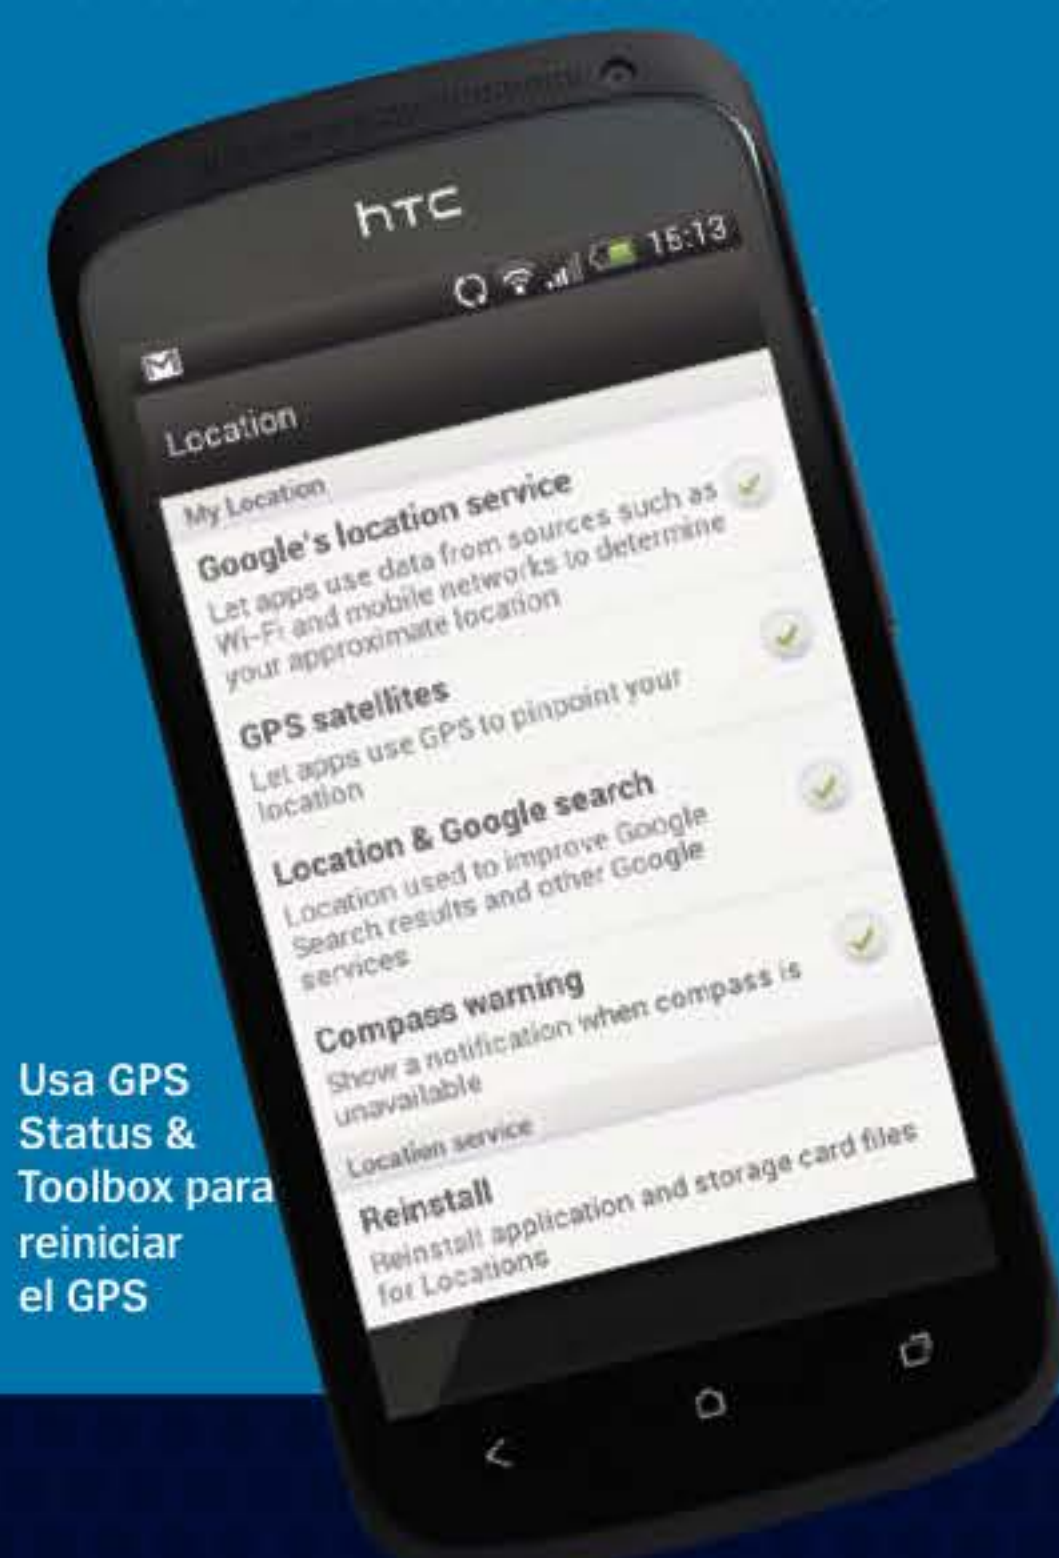 hTC
15:13
Location
My Location
Google's location service
Let apps use data from sources such as
Wi-Fi and mobile networks to determine
your approximate location
GPS satellites
Let apps use GPS to pinpoint your
location
Location & Google search
Location used to improve Google
Search results and other Google
services
Compass warning
Show a notification when compass is
unavailable
Location service
Reinstall
Reinstall application and storage card files
for Locations
Usa GPS
Status &
Toolbox para
reiniciar
el GPS